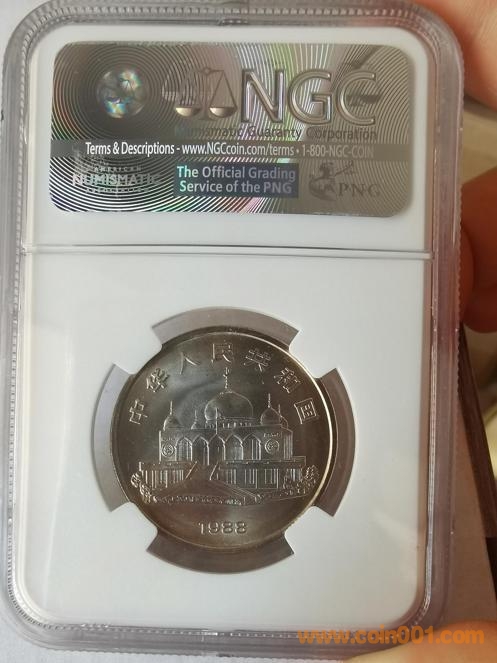 NGC
Numismatic Guaranty Corporation
Terms & Descriptions - www.NGCcoin.com/terms • 1-800-NGC-COIN
AMERICAN
NUMISMATIC
The Official Grading
Service of the PNG
PNG
中华人民共和国
1988
www.coin001.com